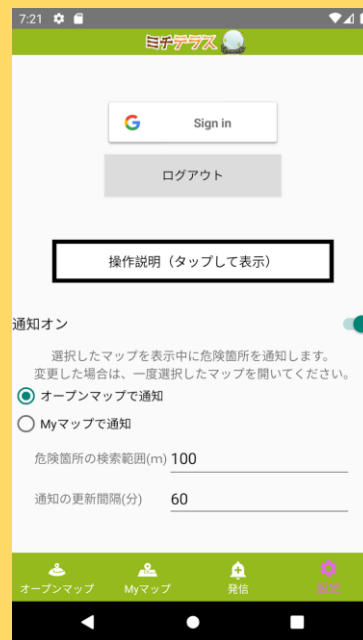 7:21
ミチテラス
G Sign in
ログアウト
操作説明（タップして表示）
通知オン
選択したマップを表示中に危険箇所を通知します。
変更した場合は、一度選択したマップを開いてください。
オープンマップで通知
Myマップで通知
危険箇所の検索範囲(m) 100
通知の更新間隔(分) 60
オープンマップ Myマップ 発信 設定